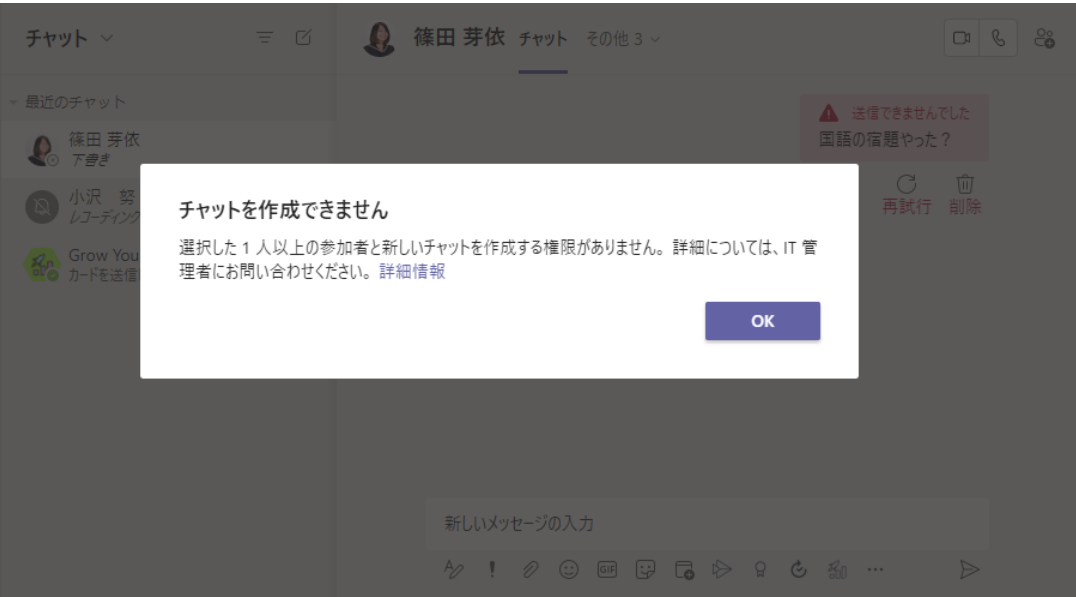 チャット
篠田 芽依 チャット その他 3
最近のチャット
篠田 芽依
下書き
小沢 努
レコーディング
Grow You
カードを送信
送信できませんでした
国語の宿題やった？
再試行 削除
チャットを作成できません
選択した 1 人以上の参加者と新しいチャットを作成する権限がありません。詳細については、IT 管
理者にお問い合わせください。詳細情報
OK
新しいメッセージの入力
GIF